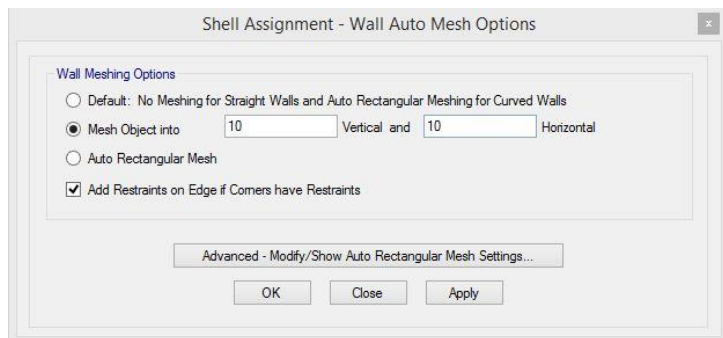 Shell Assignment - Wall Auto Mesh Options
x
Wall Meshing Options
Default: No Meshing for Straight Walls and Auto Rectangular Meshing for Curved Walls
Mesh Object into 10 Vertical and 10 Horizontal
Auto Rectangular Mesh
Add Restraints on Edge if Corners have Restraints
Advanced - Modify/Show Auto Rectangular Mesh Settings...
OK Close Apply